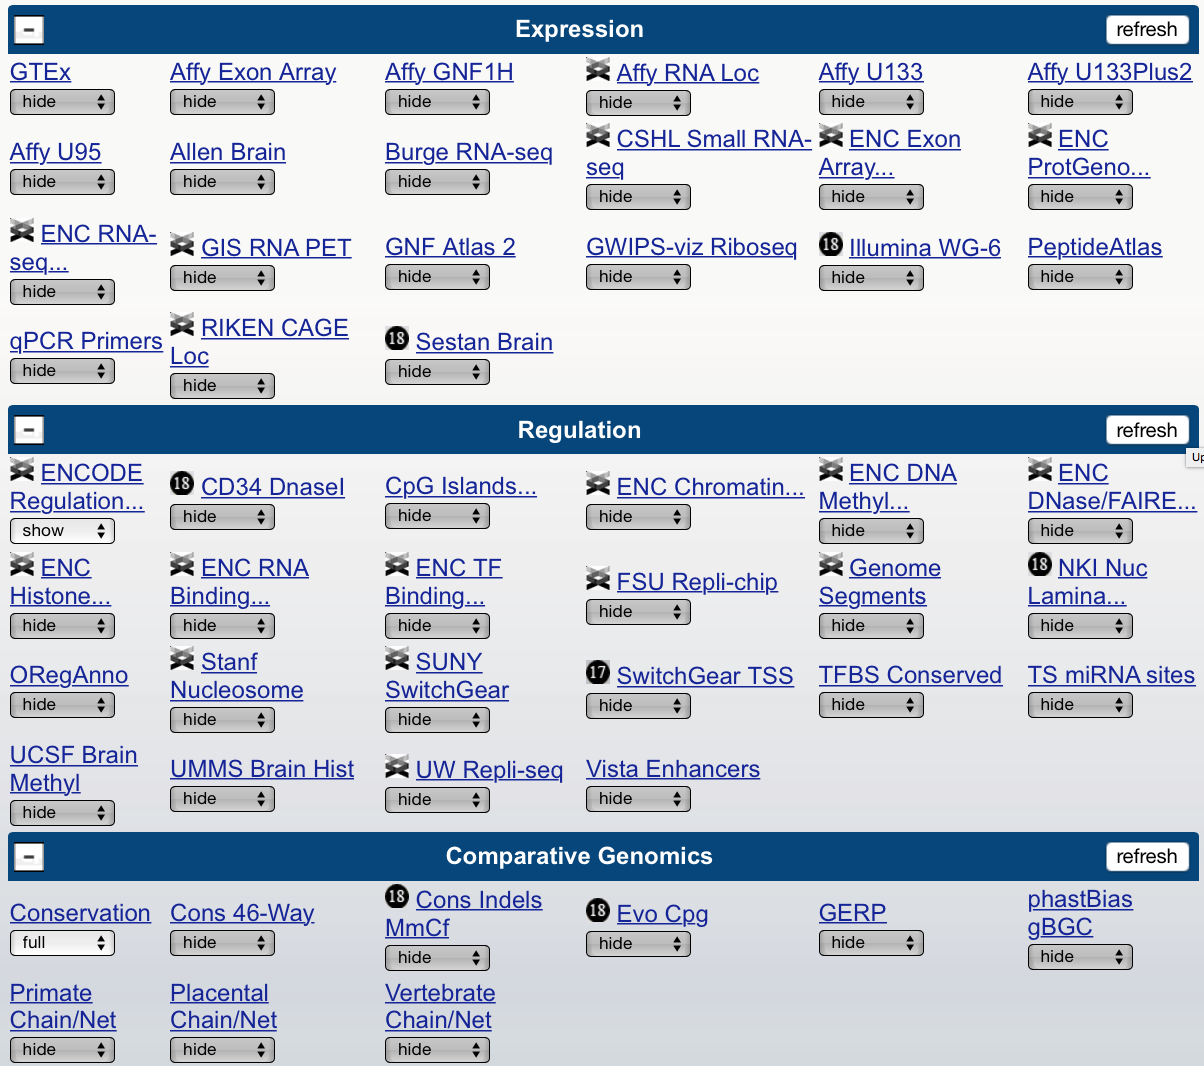 − Expression refresh
GTEx Affy Exon Array Affy GNF1H Affy RNA Loc Affy U133 Affy U133Plus2
hide hide hide hide hide hide
Affy U95 Allen Brain Burge RNA-seq CSHL Small RNA-
seq ENC Exon
Array... ENC
ProtGeno...
hide hide hide hide hide hide
ENC RNA-
seq... GIS RNA PET GNF Atlas 2 GWIPS-viz Riboseq 18 Illumina WG-6 PeptideAtlas
hide hide hide hide hide hide
qPCR Primers RIKEN CAGE
Loc 18 Sestan Brain
hide hide hide
− Regulation refresh
Up
ENCODE
Regulation... 18 CD34 DnaseI CpG Islands... ENC Chromatin... ENC DNA
Methyl... ENC
DNase/FAIRE...
show hide hide hide hide hide
ENC
Histone... ENC RNA
Binding... ENC TF
Binding... FSU Repli-chip Genome
Segments 18 NKI Nuc
Lamina...
hide hide hide hide hide hide
ORegAnno Stanf
Nucleosome SUNY
SwitchGear 17 SwitchGear TSS TFBS Conserved TS miRNA sites
hide hide hide hide hide hide
UCSF Brain
Methyl UMMS Brain Hist UW Repli-seq Vista Enhancers
hide hide hide hide
− Comparative Genomics refresh
Conservation Cons 46-Way 18 Cons Indels
MmCf 18 Evo Cpg GERP phastBias
gBGC
full hide hide hide hide hide
Primate
Chain/Net Placental
Chain/Net Vertebrate
Chain/Net
hide hide hide